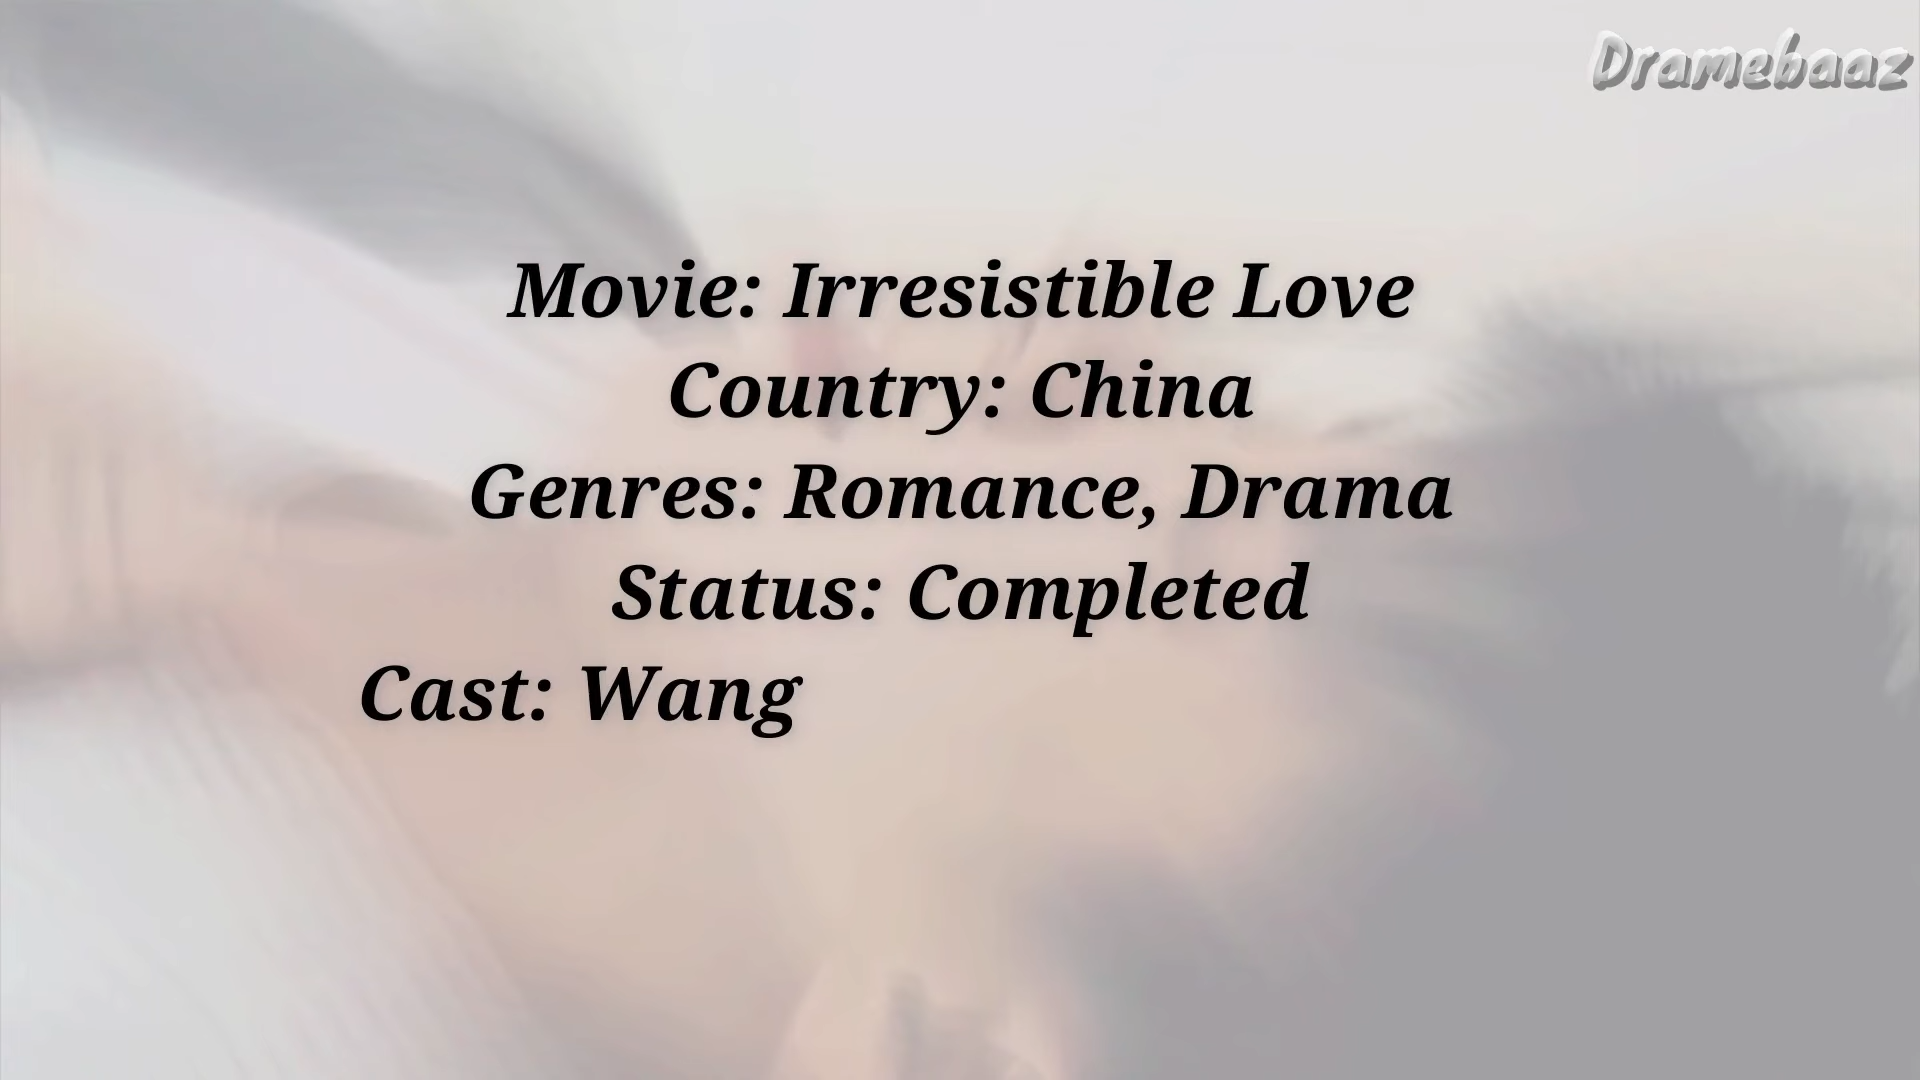 Dramebaaz
Movie: Irresistible Love
Country: China
Genres: Romance, Drama
Status: Completed
Cast: Wang